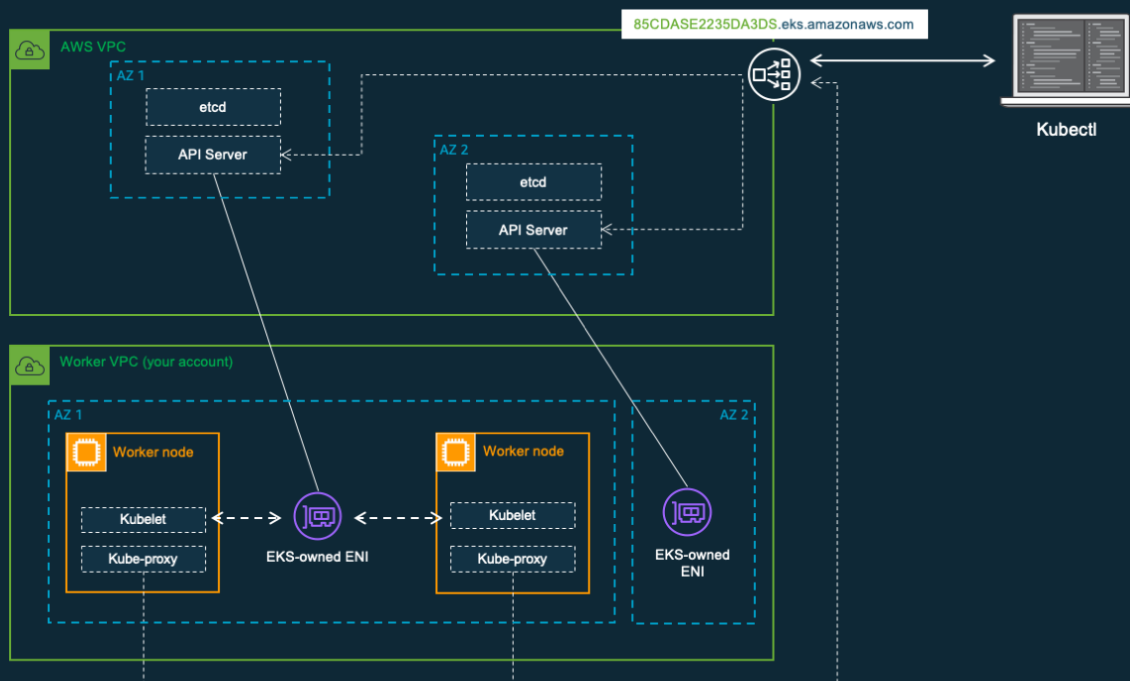 85CDASE2235DA3DS.eks.amazonaws.com
AWS VPC
AZ 1
etcd
API Server
AZ 2
etcd
API Server
Kubectl
Worker VPC (your account)
AZ 1
Worker node
Kubelet
Kube-proxy
EKS-owned ENI
Worker node
Kubelet
Kube-proxy
AZ 2
EKS-owned
ENI